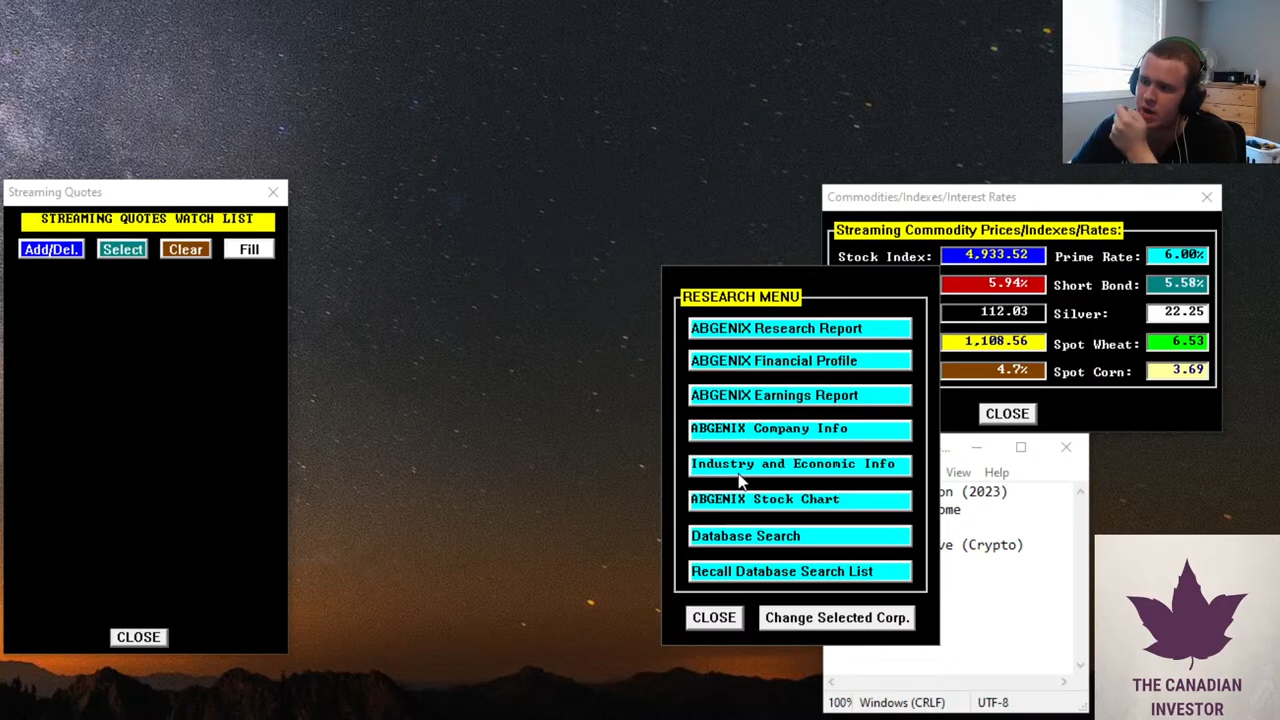 Streaming Quotes
STREAMING QUOTES WATCH LIST
Add/Del. Select Clear Fill
CLOSE
Commodities/Indexes/Interest Rates
Streaming Commodity Prices/Indexes/Rates:
Stock Index: 4,933.52 Prime Rate: 6.00%
5.94% Short Bond: 5.58%
112.03 Silver: 22.25
1,108.56 Spot Wheat: 6.53
4.7% Spot Corn: 3.69
CLOSE
RESEARCH MENU
ABGENIX Research Report
ABGENIX Financial Profile
ABGENIX Earnings Report
ABGENIX Company Info
Industry and Economic Info
ABGENIX Stock Chart
Database Search
Recall Database Search List
CLOSE Change Selected Corp.
...
View Help
on (2023)
ome
ve (Crypto)
100% Windows (CRLF) UTF-8
THE CANADIAN
INVESTOR